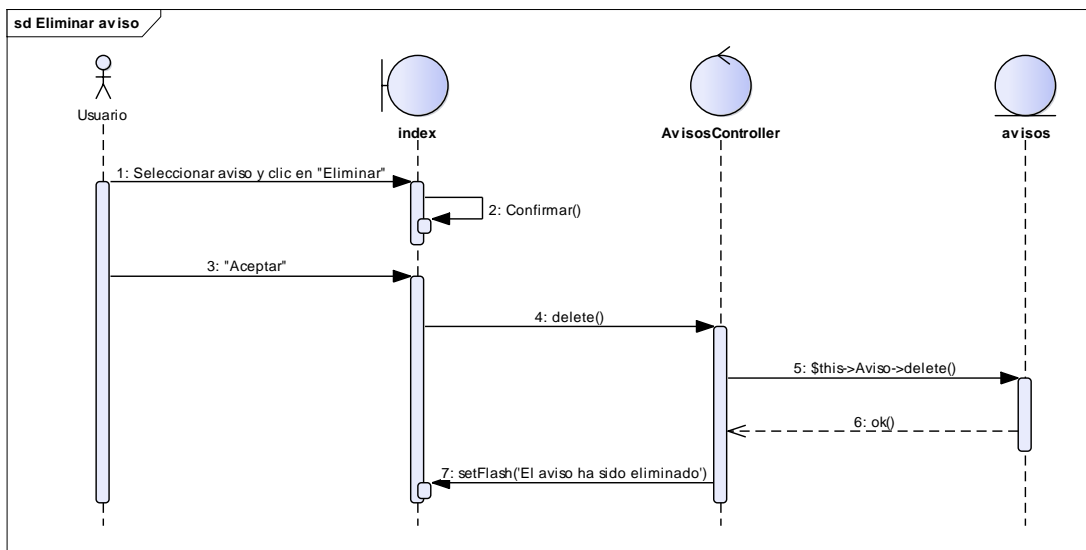 sd Eliminar aviso
Usuario
index
AvisosController
avisos
1: Seleccionar aviso y clic en "Eliminar"
2: Confirmar()
3: "Aceptar"
4: delete()
5: $this->Aviso->delete()
6: ok()
7: setFlash('El aviso ha sido eliminado')